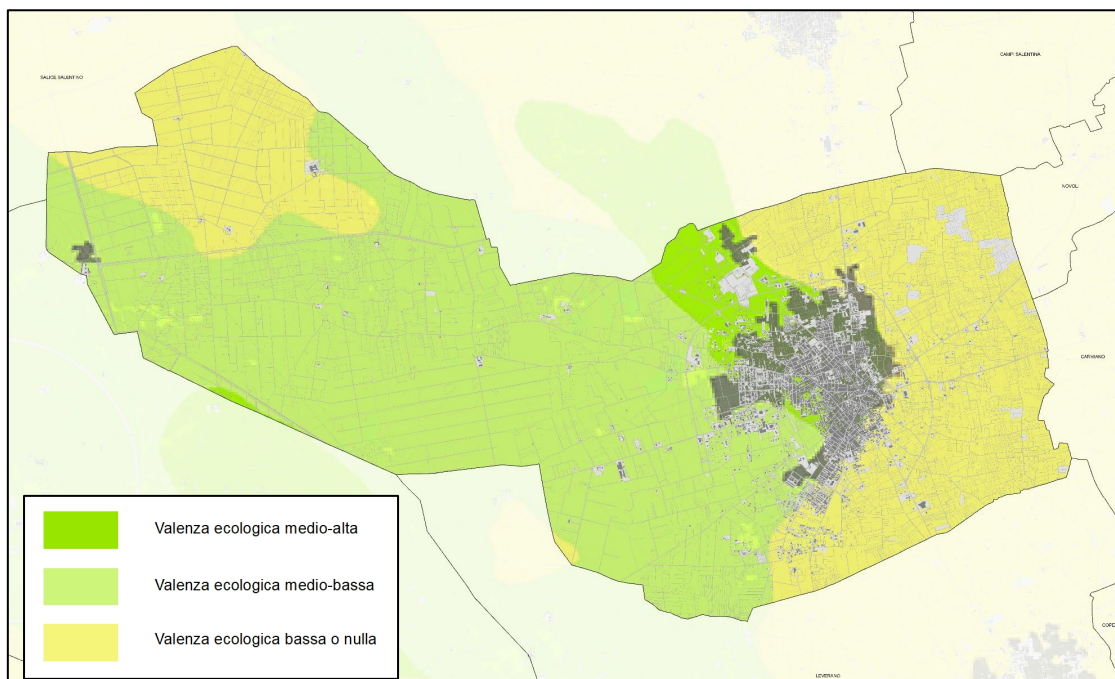 SALICE SALENTINO
CAMPI SALENTINA
NOVOLI
CARMIANO
COPE
LEVERANO
Valenza ecologica medio-alta
Valenza ecologica medio-bassa
Valenza ecologica bassa o nulla